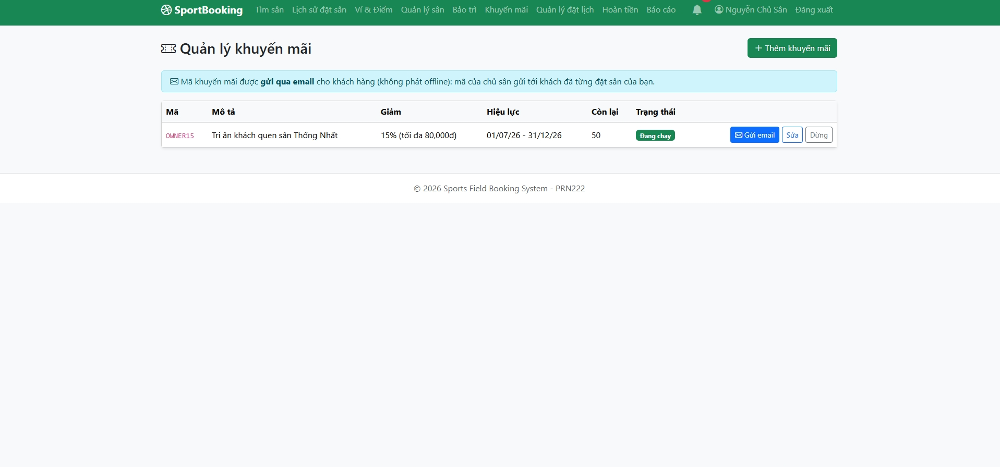 SportBooking Tìm sân Lịch sử đặt sân Ví & Điểm Quản lý sân Bảo trì Khuyến mãi Quản lý đặt lịch Hoàn tiền Báo cáo Nguyễn Chủ Sân Đăng xuất
Quản lý khuyến mãi
+ Thêm khuyến mãi
Mã khuyến mãi được gửi qua email cho khách hàng (không phát offline): mã của chủ sân gửi tới khách đã từng đặt sân của bạn.
Mã Mô tả Giảm Hiệu lực Còn lại Trạng thái
OWNER15 Tri ân khách quen sân Thống Nhất 15% (tối đa 80,000đ) 01/07/26 - 31/12/26 50 Đang chạy Gửi email Sửa Dừng
© 2026 Sports Field Booking System - PRN222